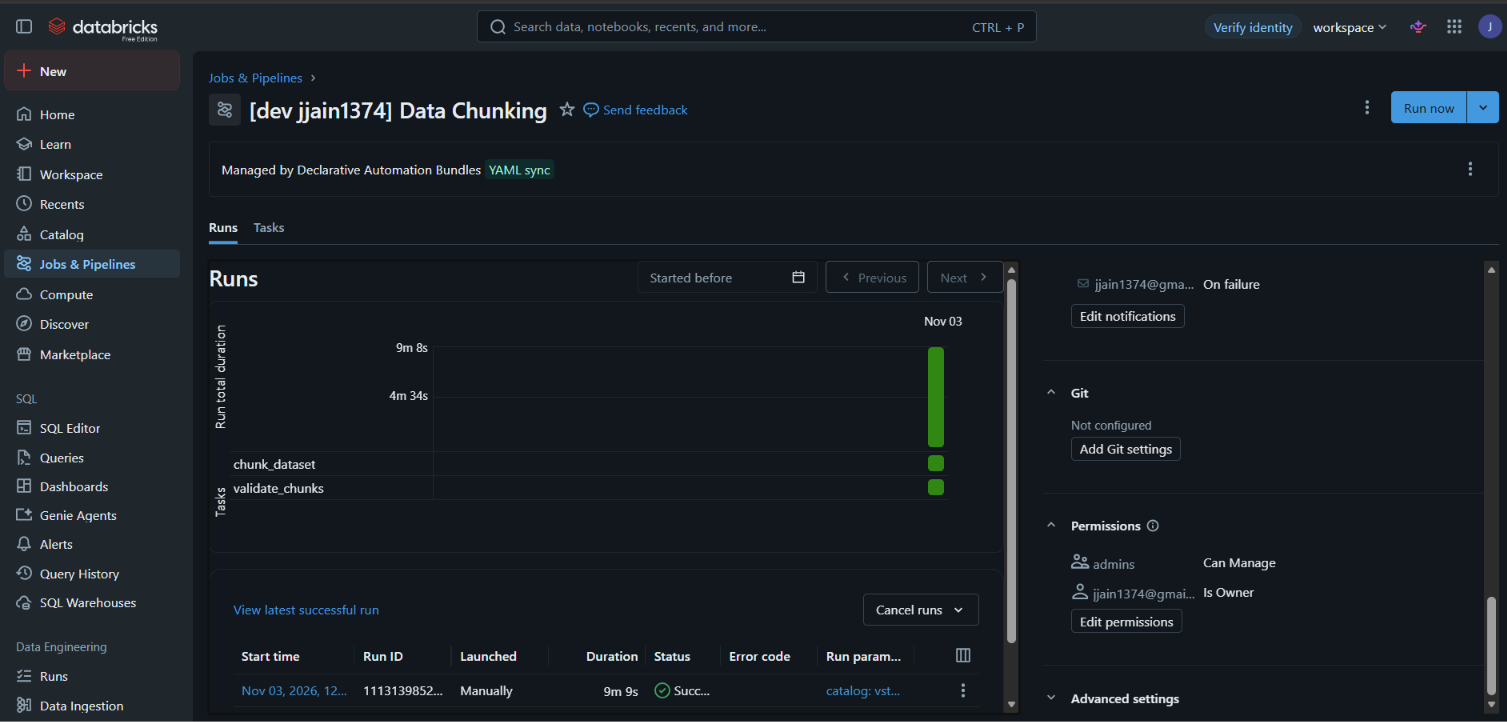 databricks
Free Edition
Search data, notebooks, recents, and more... CTRL + P
Verify identity
workspace
J
New
Home
Learn
Workspace
Recents
Catalog
Jobs & Pipelines
Compute
Discover
Marketplace
SQL
SQL Editor
Queries
Dashboards
Genie Agents
Alerts
Query History
SQL Warehouses
Data Engineering
Runs
Data Ingestion
Jobs & Pipelines
[dev jjain1374] Data Chunking
Send feedback
Run now
Managed by Declarative Automation Bundles YAML sync
Runs Tasks
Runs
Started before
Previous
Next
Nov 03
Run total duration
9m 8s
4m 34s
Tasks
chunk_dataset
validate_chunks
View latest successful run
Cancel runs
Start time Run ID Launched Duration Status Error code Run param...
Nov 03, 2026, 12... 1113139852... Manually 9m 9s Succ... catalog: vst...
jjain1374@gma... On failure
Edit notifications
Git
Not configured
Add Git settings
Permissions
admins Can Manage
jjain1374@gmai... Is Owner
Edit permissions
Advanced settings